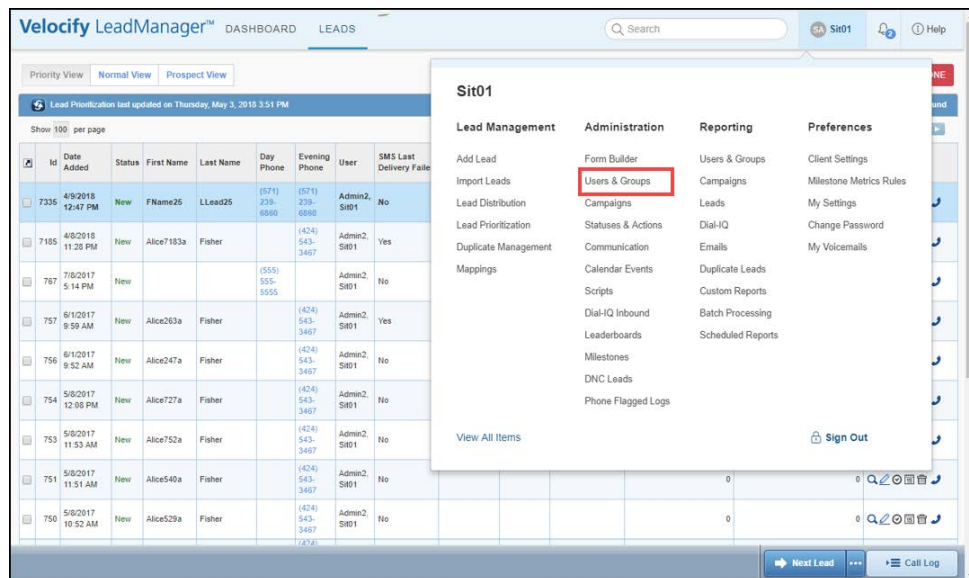 Velocify LeadManager™ DASHBOARD LEADS Search SA Sit01 2 Help
Priority View Normal View Prospect View
Lead Prioritization last updated on Thursday, May 3, 2018 3:51 PM
Show 100 per page
Id Date Added Status First Name Last Name Day Phone Evening Phone User SMS Last Delivery Faile
7335 4/9/2018 12:47 PM New FName25 LLead25 (571) 239-6860 (571) 239-6860 Admin2, Sit01 No
7185 4/8/2018 11:28 PM New Alice7183a Fisher (424) 543-3467 Admin2, Sit01 Yes
767 7/8/2017 5:14 PM New (555) 555-5555 Admin2, Sit01 No
757 6/1/2017 9:59 AM New Alice263a Fisher (424) 543-3467 Admin2, Sit01 Yes
756 6/1/2017 9:52 AM New Alice247a Fisher (424) 543-3467 Admin2, Sit01 No
754 5/8/2017 12:08 PM New Alice727a Fisher (424) 543-3467 Admin2, Sit01 No
753 5/8/2017 11:53 AM New Alice752a Fisher (424) 543-3467 Admin2, Sit01 No
751 5/8/2017 11:51 AM New Alice540a Fisher (424) 543-3467 Admin2, Sit01 No 0 0
750 5/8/2017 10:52 AM New Alice529a Fisher (424) 543-3467 Admin2, Sit01 No 0 0
(424)
Sit01
Lead Management
Add Lead
Import Leads
Lead Distribution
Lead Prioritization
Duplicate Management
Mappings
Administration
Form Builder
Users & Groups
Campaigns
Statuses & Actions
Communication
Calendar Events
Scripts
Dial-IQ Inbound
Leaderboards
Milestones
DNC Leads
Phone Flagged Logs
Reporting
Users & Groups
Campaigns
Leads
Dial-IQ
Emails
Duplicate Leads
Custom Reports
Batch Processing
Scheduled Reports
Preferences
Client Settings
Milestone Metrics Rules
My Settings
Change Password
My Voicemails
View All Items
Sign Out
NE
und
Next Lead
Call Log